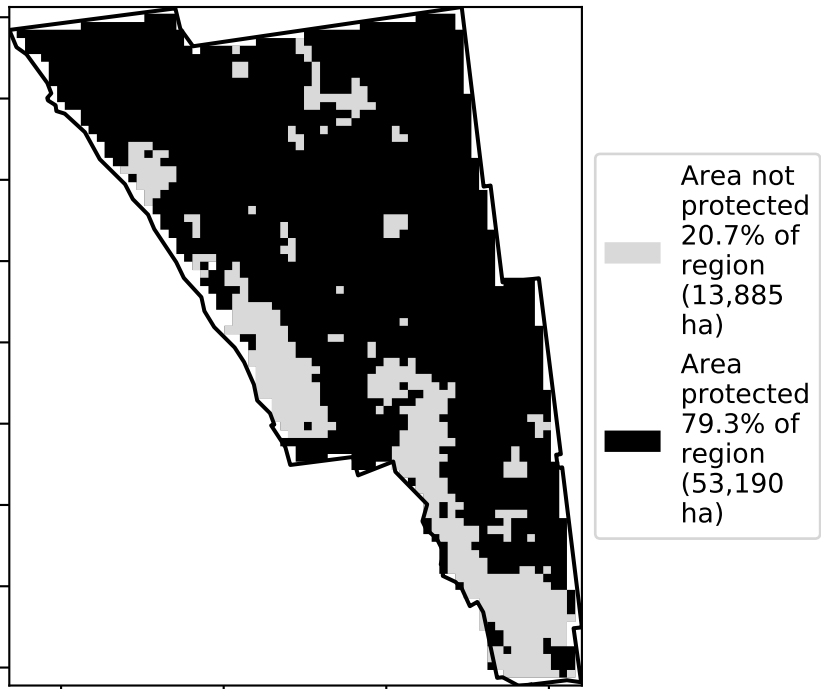 Area not
protected
20.7% of
region
(13,885
ha)
Area
protected
79.3% of
region
(53,190
ha)